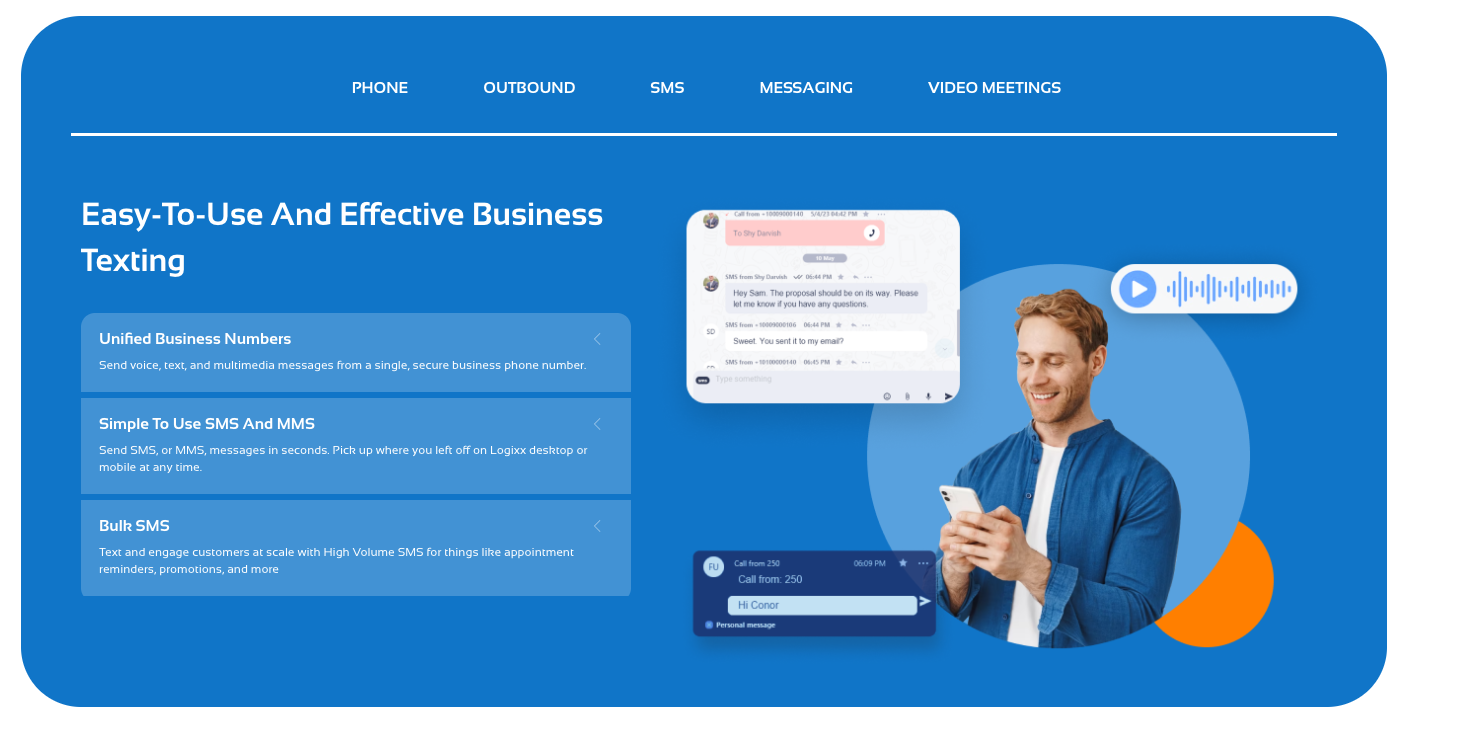 PHONE OUTBOUND SMS MESSAGING VIDEO MEETINGS
Easy-To-Use And Effective Business
Texting
Unified Business Numbers
Send voice, text, and multimedia messages from a single, secure business phone number.
Simple To Use SMS And MMS
Send SMS, or MMS, messages in seconds. Pick up where you left off on Logixx desktop or
mobile at any time.
Bulk SMS
Text and engage customers at scale with High Volume SMS for things like appointment
reminders, promotions, and more
Call from +10009000140 5/4/23 04:42 PM
To Shy Darvish
10 May
SMS from Shy Darvish 06:44 PM
Hey Sam. The proposal should be on its way. Please
let me know if you have any questions.
SD
SMS from +10009000106 06:44 PM
Sweet. You sent it to my email?
SMS from +10100000140 06:45 PM
SMS
Type something
FU
Call from 250 06:09 PM
Call from: 250
Hi Conor
Personal message